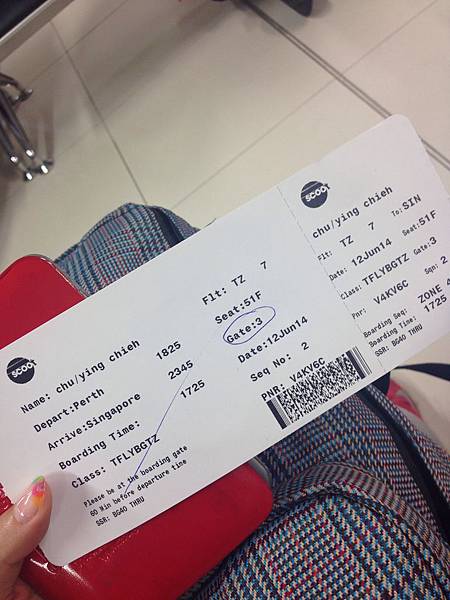 SCOOT
Name: chu/ying chieh
Depart:Perth 1825
Arrive:Singapore 2345
Boarding Time: 1725
Class: TFLYBGTZ
Please be at the boarding gate
60 Min before departure time
SSR: BG40 THRU
Flt: TZ 7
Seat:51F
Gate:3
Date:12Jun14
Seq No: 2
PNR: V4KV6C
SCOOT
chu/ying chieh
Flt: TZ 7 To:SIN
Date: 12Jun14 Seat:51F
Class:TFLYBGTZ Gate:3
Pnr: V4KV6C Sqn: 2
Boarding Seq: ZONE 4
Boarding Time: 1725
SSR: BG40 THRU